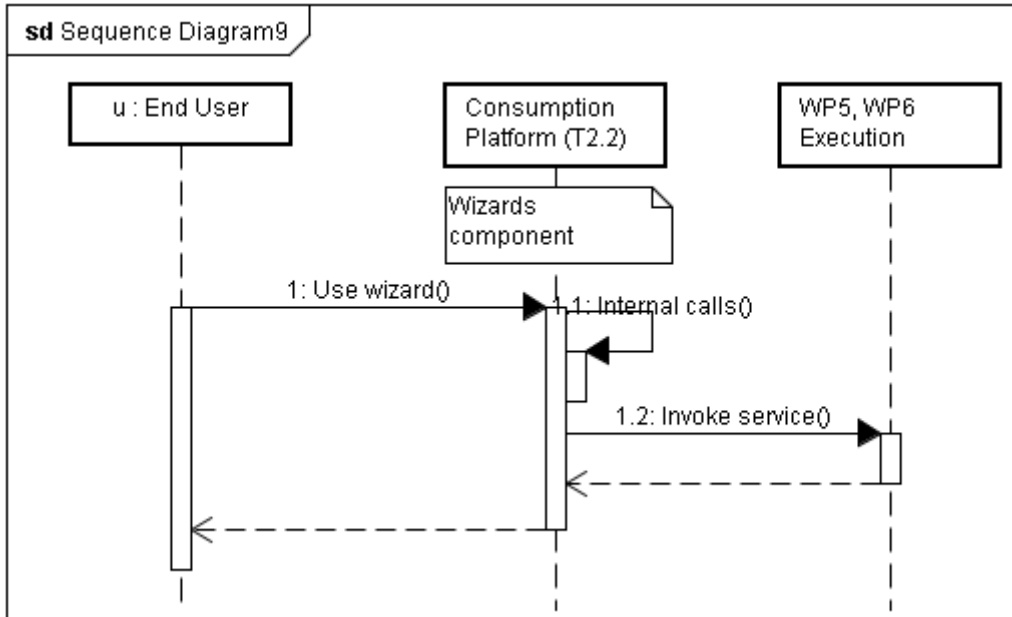 sd Sequence Diagram9
u : End User
Consumption
Platform (T2.2)
WP5, WP6
Execution
Wizards
component
1: Use wizard()
1.1: Internal calls()
1.2: Invoke service()